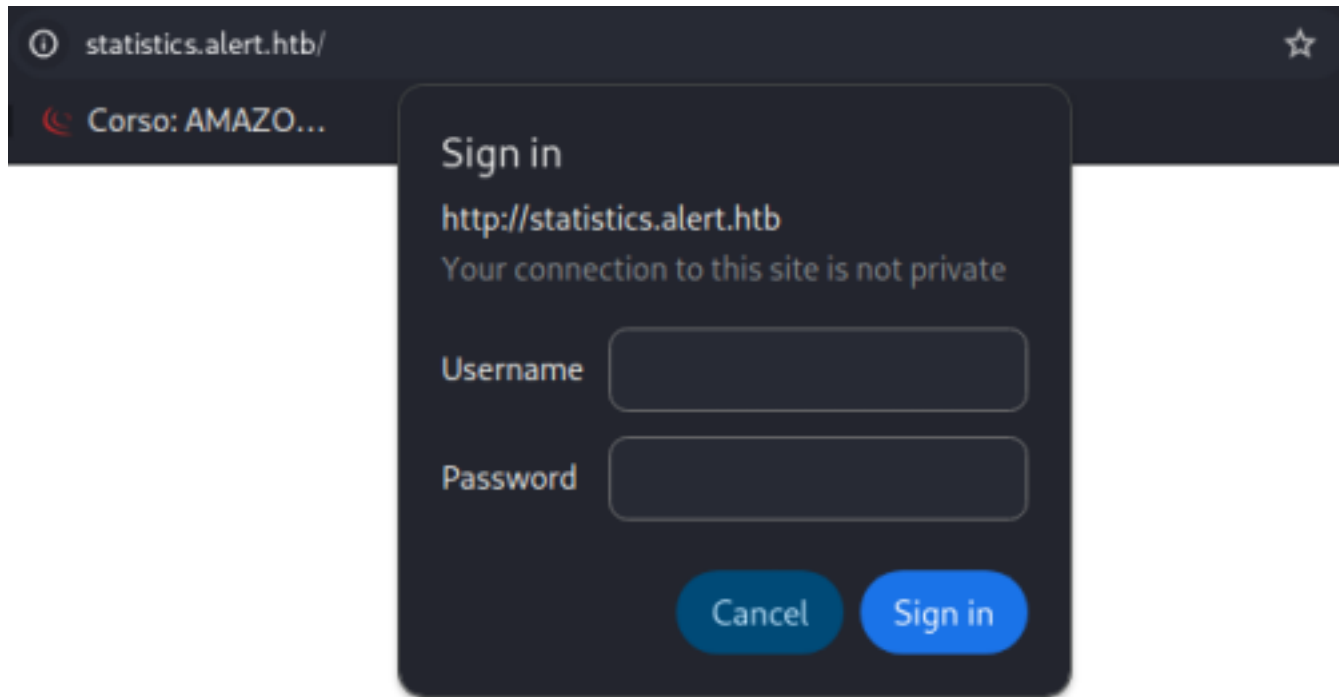 statistics.alert.htb/
Corso: AMAZO...
Sign in
http://statistics.alert.htb
Your connection to this site is not private
Username
Password
Cancel Sign in